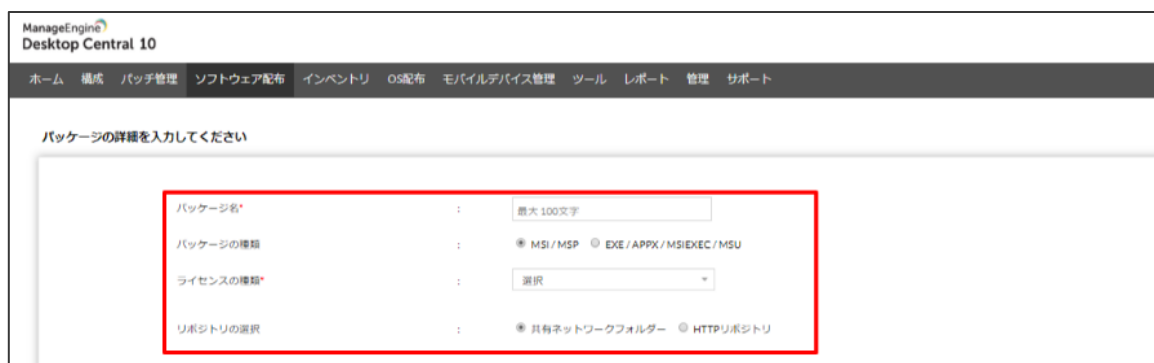 ManageEngine
Desktop Central 10
ホーム 構成 パッチ管理 ソフトウェア配布 インベントリ OS配布 モバイルデバイス管理 ツール レポート 管理 サポート
パッケージの詳細を入力してください
パッケージ名* : 最大 100文字
パッケージの種類 : MSI / MSP EXE / APPX / MSIEXEC / MSU
ライセンスの種類* : 選択
リポジトリの選択 : 共有ネットワークフォルダー HTTPリポジトリ